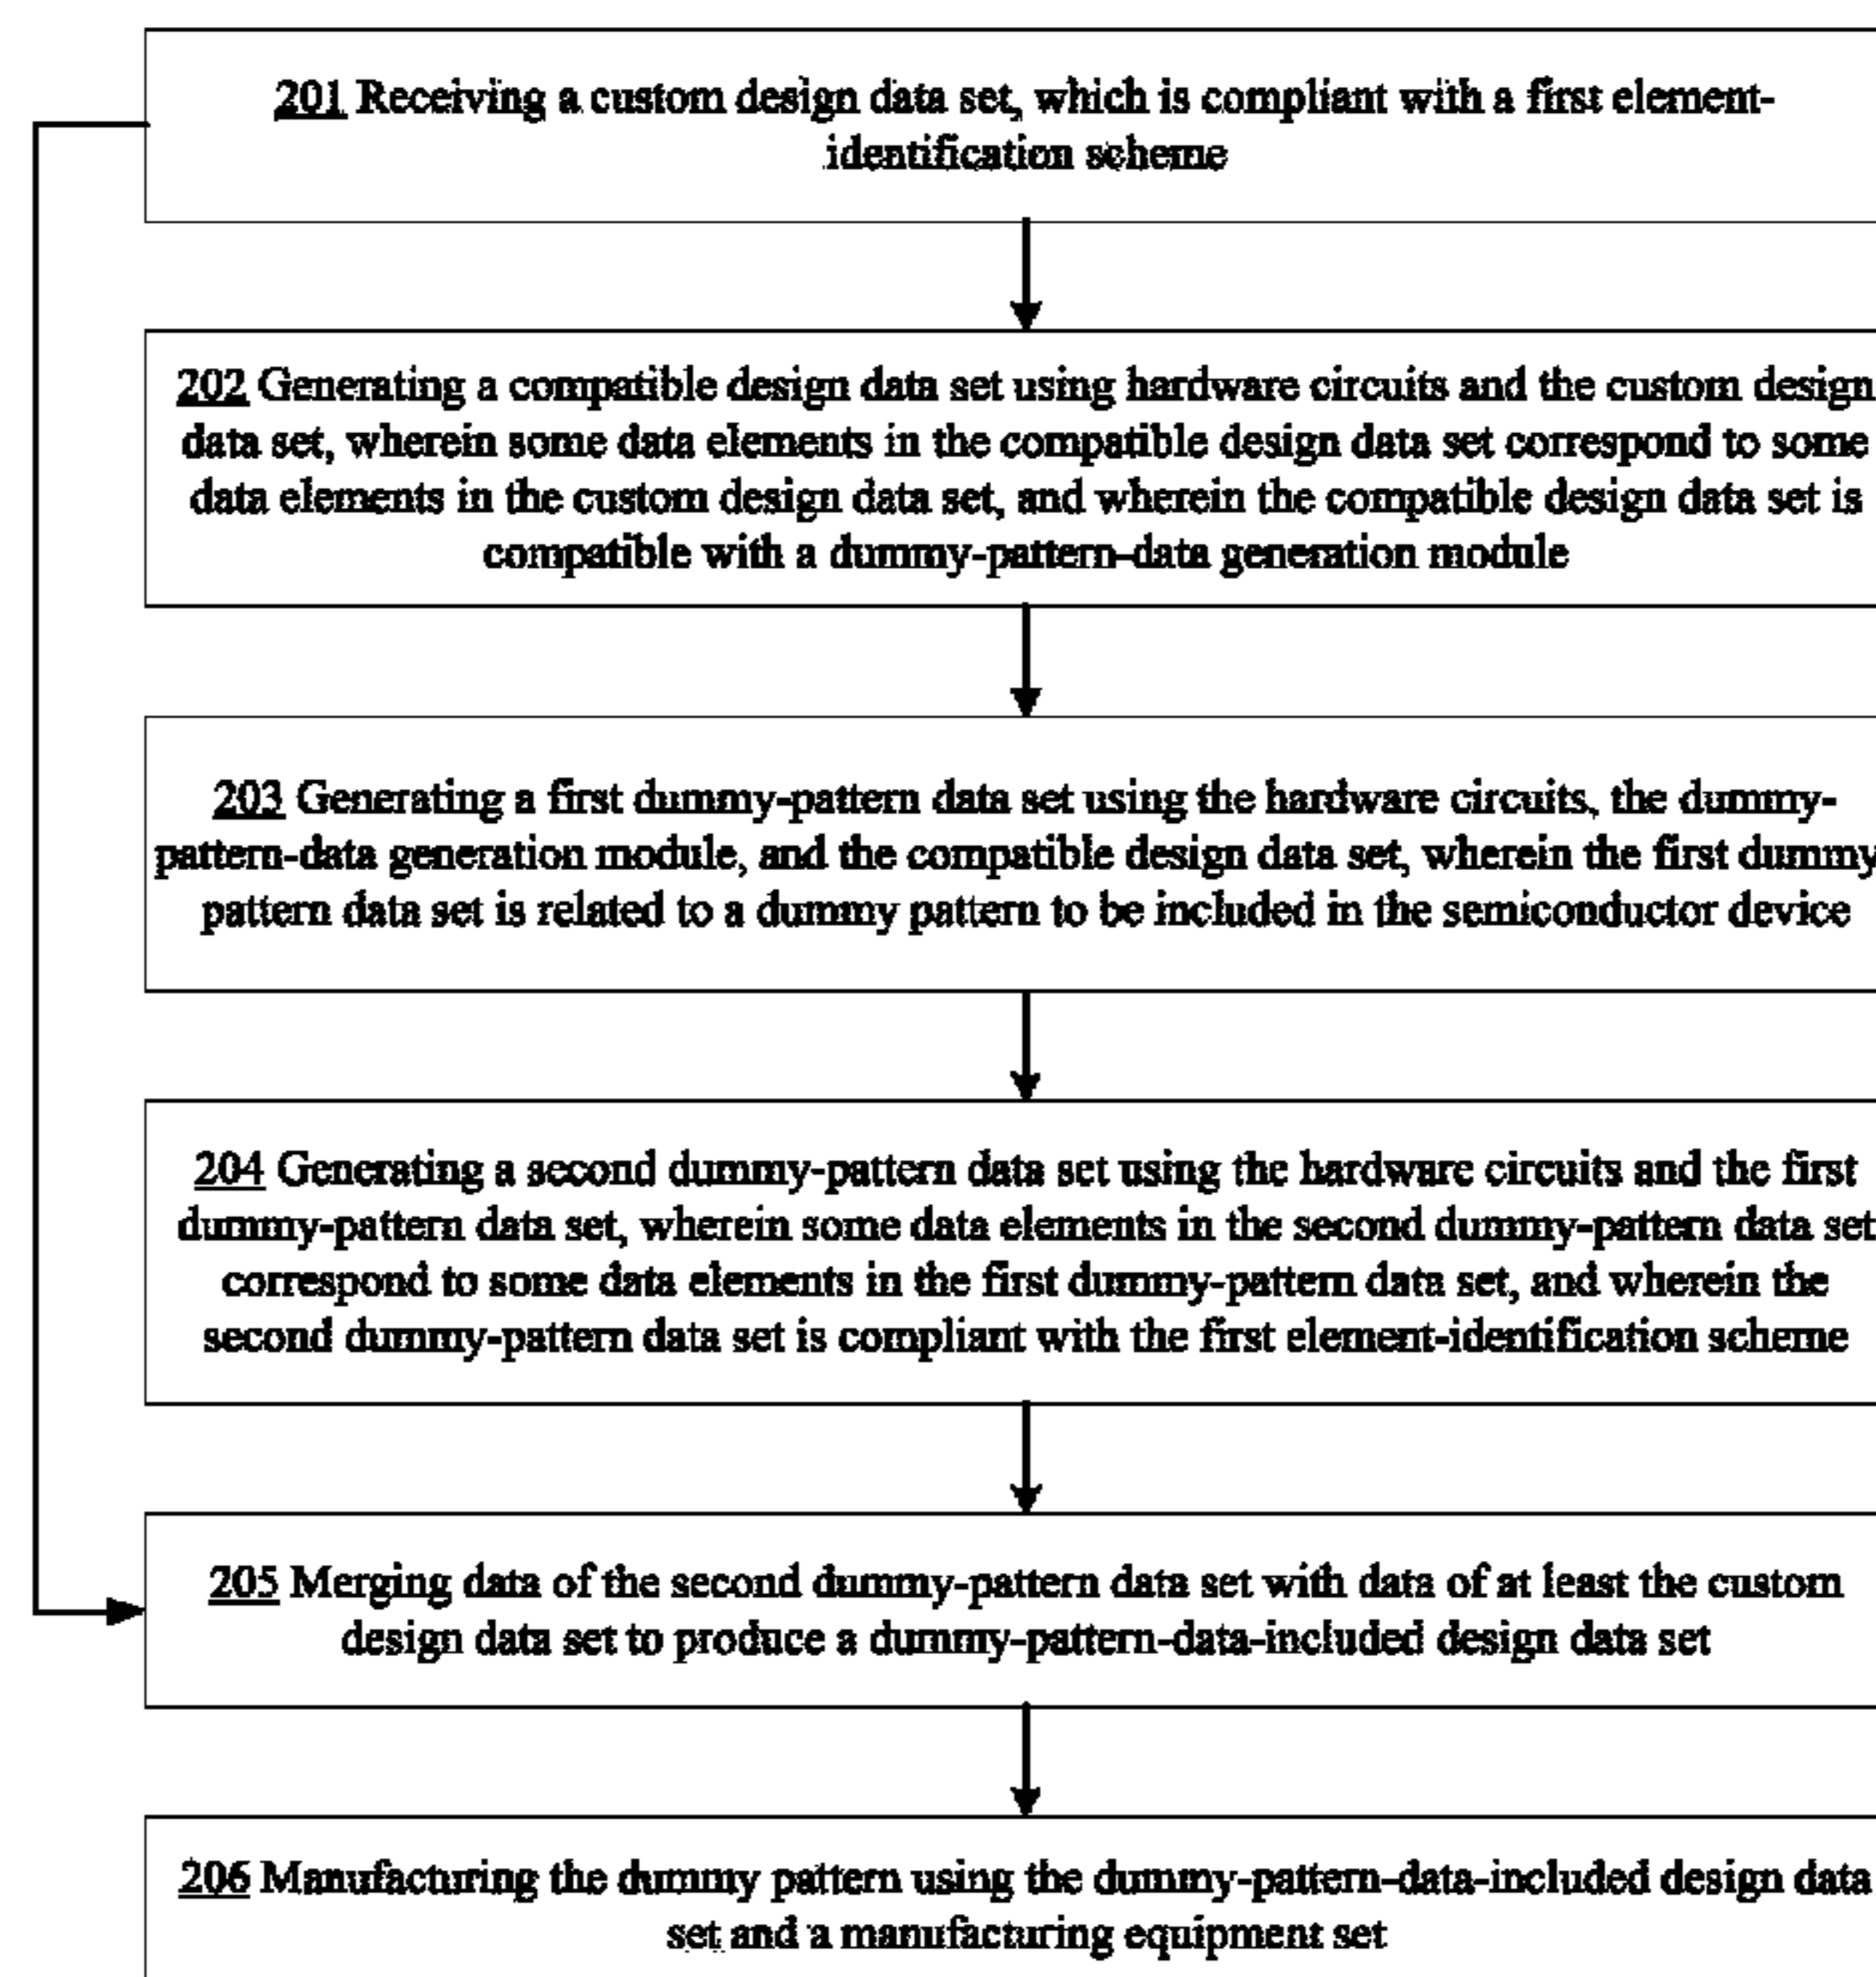 201 Receiving a custom design data set, which is compliant with a first element-
identification scheme
202 Generating a compatible design data set using hardware circuits and the custom design
data set, wherein some data elements in the compatible design data set correspond to some
data elements in the custom design data set, and wherein the compatible design data set is
compatible with a dummy-pattern-data generation module
203 Generating a first dummy-pattern data set using the hardware circuits, the dummy-
pattern-data generation module, and the compatible design data set, wherein the first dummy
pattern data set is related to a dummy pattern to be included in the semiconductor device
204 Generating a second dummy-pattern data set using the hardware circuits and the first
dummy-pattern data set, wherein some data elements in the second dummy-pattern data set
correspond to some data elements in the first dummy-pattern data set, and wherein the
second dummy-pattern data set is compliant with the first element-identification scheme
205 Merging data of the second dummy-pattern data set with data of at least the custom
design data set to produce a dummy-pattern-data-included design data set
206 Manufacturing the dummy pattern using the dummy-pattern-data-included design data
set and a manufacturing equipment set